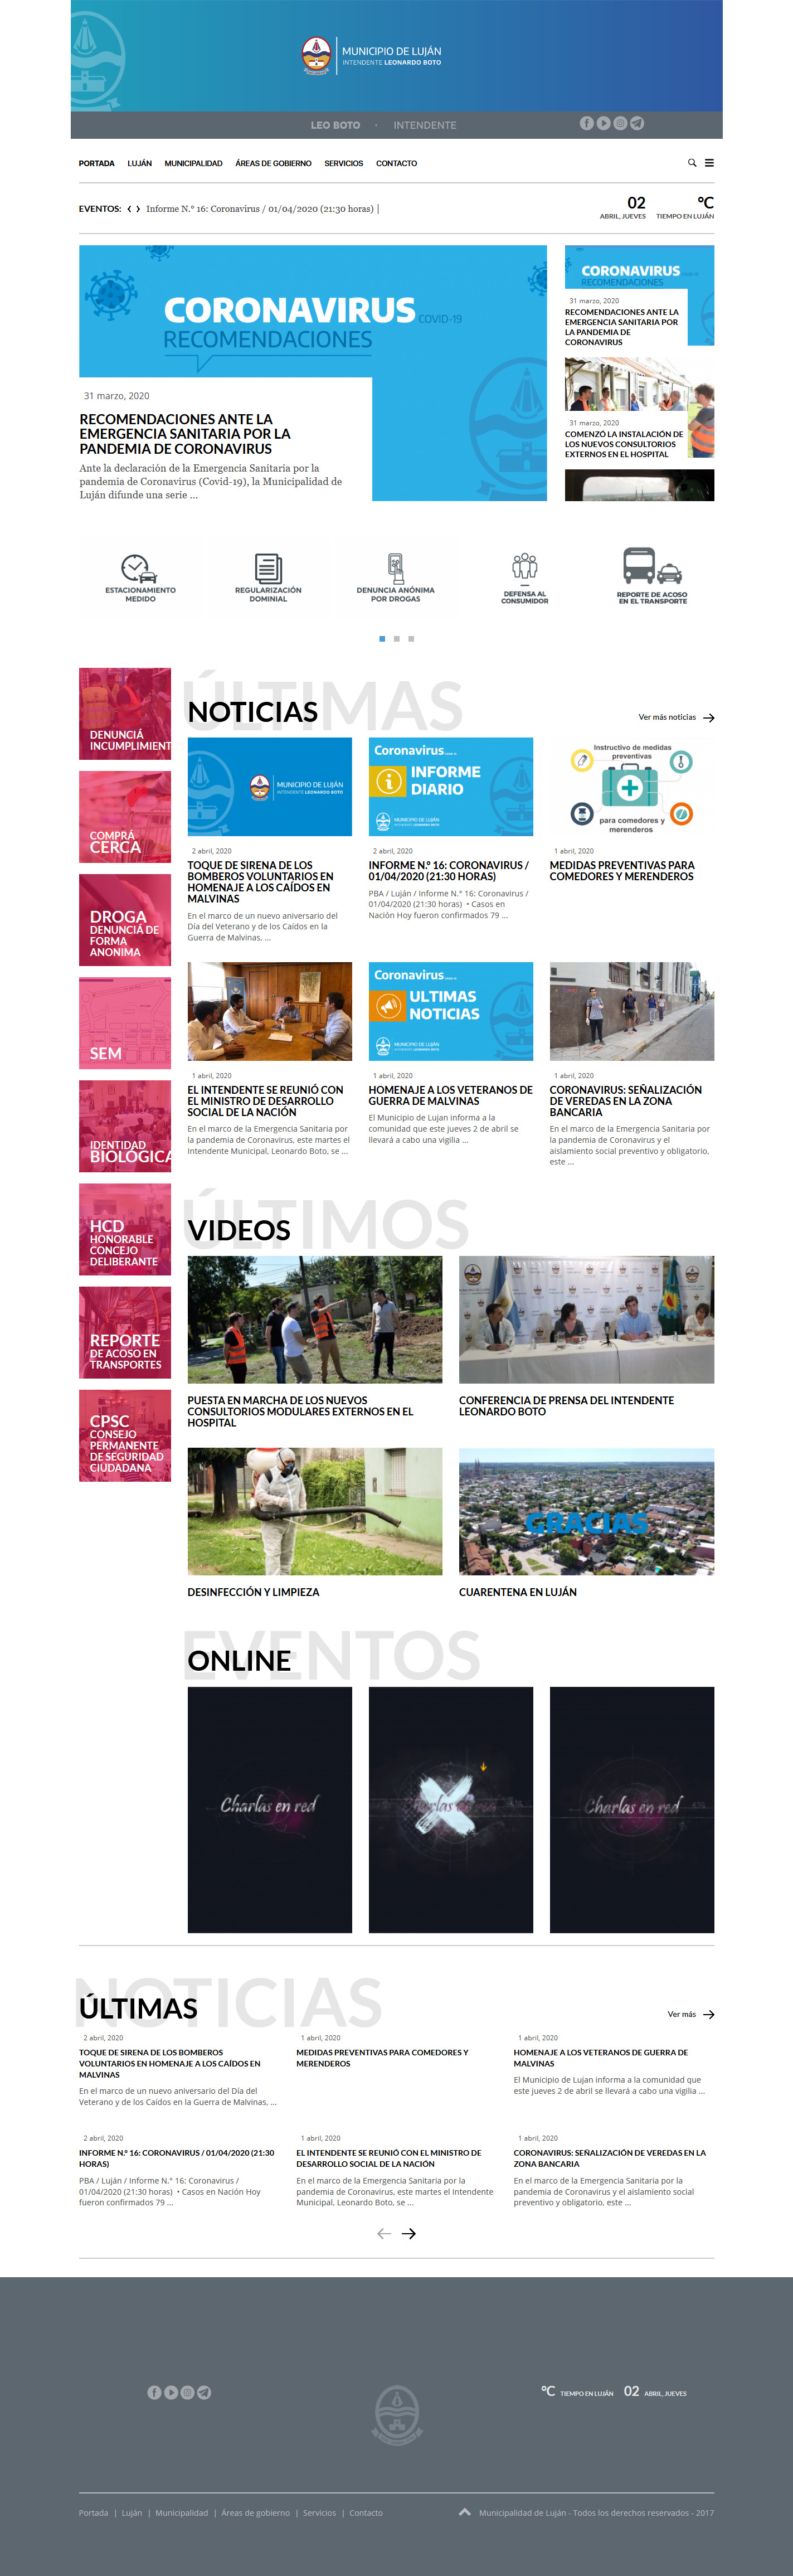 MUNICIPIO DE LUJÁN
INTENDENTE LEONARDO BOTO
LEO BOTO • INTENDENTE
PORTADA LUJÁN MUNICIPALIDAD ÁREAS DE GOBIERNO SERVICIOS CONTACTO
EVENTOS: Informe N.° 16: Coronavirus / 01/04/2020 (21:30 horas) |
02
ABRIL, JUEVES
°C
TIEMPO EN LUJÁN
CORONAVIRUS COVID-19
RECOMENDACIONES
31 marzo, 2020
RECOMENDACIONES ANTE LA
EMERGENCIA SANITARIA POR LA
PANDEMIA DE CORONAVIRUS
Ante la declaración de la Emergencia Sanitaria por la
pandemia de Coronavirus (Covid-19), la Municipalidad de
Luján difunde una serie ...
CORONAVIRUS
RECOMENDACIONES
31 marzo, 2020
RECOMENDACIONES ANTE LA
EMERGENCIA SANITARIA POR
LA PANDEMIA DE
CORONAVIRUS
31 marzo, 2020
COMENZÓ LA INSTALACIÓN DE
LOS NUEVOS CONSULTORIOS
EXTERNOS EN EL HOSPITAL
ESTACIONAMIENTO
MEDIDO
REGULARIZACIÓN
DOMINIAL
DENUNCIA ANÓNIMA
POR DROGAS
DEFENSA AL
CONSUMIDOR
REPORTE DE ACOSO
EN EL TRANSPORTE
DENUNCIÁ
INCUMPLIMIENT
COMPRÁ
CERCA
DROGA
DENUNCIÁ DE
FORMA
ANONIMA
SEM
IDENTIDAD
BIOLÓGICA
HCD
HONORABLE
CONCEJO
DELIBERANTE
REPORTE
DE ACOSO EN
TRANSPORTES
CPSC
CONSEJO
PERMANENTE
DE SEGURIDAD
CIUDADANA
ÚLTIMAS
NOTICIAS
Ver más noticias
MUNICIPIO DE LUJÁN
INTENDENTE LEONARDO BOTO
2 abril, 2020
TOQUE DE SIRENA DE LOS
BOMBEROS VOLUNTARIOS EN
HOMENAJE A LOS CAÍDOS EN
MALVINAS
En el marco de un nuevo aniversario del
Día del Veterano y de los Caídos en la
Guerra de Malvinas, ...
Coronavirus
INFORME
DIARIO
MUNICIPIO DE LUJÁN
2 abril, 2020
INFORME N.° 16: CORONAVIRUS /
01/04/2020 (21:30 HORAS)
PBA / Luján / Informe N.° 16: Coronavirus /
01/04/2020 (21:30 horas) • Casos en
Nación Hoy fueron confirmados 79 ...
Instructivo de medidas
preventivas
para comedores y
merenderos
1 abril, 2020
MEDIDAS PREVENTIVAS PARA
COMEDORES Y MERENDEROS
1 abril, 2020
EL INTENDENTE SE REUNIÓ CON
EL MINISTRO DE DESARROLLO
SOCIAL DE LA NACIÓN
En el marco de la Emergencia Sanitaria por
la pandemia de Coronavirus, este martes el
Intendente Municipal, Leonardo Boto, se ...
Coronavirus
ULTIMAS
NOTICIAS
MUNICIPIO DE LUJÁN
1 abril, 2020
HOMENAJE A LOS VETERANOS DE
GUERRA DE MALVINAS
El Municipio de Lujan informa a la
comunidad que este jueves 2 de abril se
llevará a cabo una vigilia ...
1 abril, 2020
CORONAVIRUS: SEÑALIZACIÓN
DE VEREDAS EN LA ZONA
BANCARIA
En el marco de la Emergencia Sanitaria por
la pandemia de Coronavirus y el
aislamiento social preventivo y obligatorio,
este ...
ÚLTIMOS
VIDEOS
PUESTA EN MARCHA DE LOS NUEVOS
CONSULTORIOS MODULARES EXTERNOS EN EL
HOSPITAL
CONFERENCIA DE PRENSA DEL INTENDENTE
LEONARDO BOTO
DESINFECCIÓN Y LIMPIEZA
GRACIAS
CUARENTENA EN LUJÁN
EVENTOS
ONLINE
Charlas en red
Charlas en red
Charlas en red
NOTICIAS
ÚLTIMAS
Ver más
2 abril, 2020
TOQUE DE SIRENA DE LOS BOMBEROS
VOLUNTARIOS EN HOMENAJE A LOS CAÍDOS EN
MALVINAS
En el marco de un nuevo aniversario del Día del
Veterano y de los Caídos en la Guerra de Malvinas, ...
1 abril, 2020
MEDIDAS PREVENTIVAS PARA COMEDORES Y
MERENDEROS
1 abril, 2020
HOMENAJE A LOS VETERANOS DE GUERRA DE
MALVINAS
El Municipio de Lujan informa a la comunidad que
este jueves 2 de abril se llevará a cabo una vigilia ...
2 abril, 2020
INFORME N.° 16: CORONAVIRUS / 01/04/2020 (21:30
HORAS)
PBA / Luján / Informe N.° 16: Coronavirus /
01/04/2020 (21:30 horas) • Casos en Nación Hoy
fueron confirmados 79 ...
1 abril, 2020
EL INTENDENTE SE REUNIÓ CON EL MINISTRO DE
DESARROLLO SOCIAL DE LA NACIÓN
En el marco de la Emergencia Sanitaria por la
pandemia de Coronavirus, este martes el Intendente
Municipal, Leonardo Boto, se ...
1 abril, 2020
CORONAVIRUS: SEÑALIZACIÓN DE VEREDAS EN LA
ZONA BANCARIA
En el marco de la Emergencia Sanitaria por la
pandemia de Coronavirus y el aislamiento social
preventivo y obligatorio, este ...
°C TIEMPO EN LUJÁN 02 ABRIL, JUEVES
Portada | Luján | Municipalidad | Áreas de gobierno | Servicios | Contacto
Municipalidad de Luján - Todos los derechos reservados - 2017